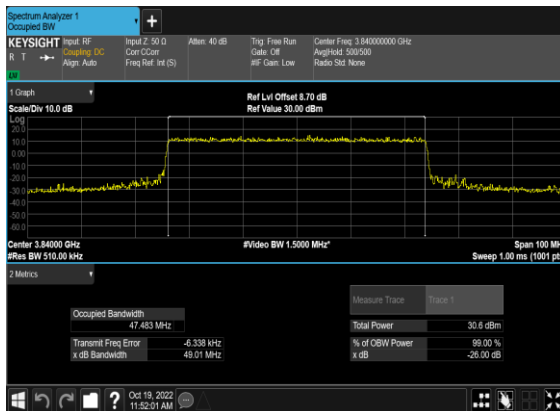 Spectrum Analyzer 1
Occupied BW
KEYSIGHT
R T
Input: RF
Coupling: DC
Align: Auto
Input Z: 50 Ω
Corr CCorr
Freq Ref: Int (S)
Atten: 40 dB
Trig: Free Run
Gate: Off
#IF Gain: Low
Center Freq: 3.840000000 GHz
Avg|Hold: 500/500
Radio Std: None
1 Graph
Scale/Div 10.0 dB
Ref Lvl Offset 8.70 dB
Ref Value 30.00 dBm
Log
20.0
10.0
0.00
-10.0
-20.0
-30.0
-40.0
-50.0
-60.0
Center 3.84000 GHz
#Res BW 510.00 kHz
#Video BW 1.5000 MHz*
Span 100 MH
Sweep 1.00 ms (1001 pts
2 Metrics
Measure Trace
Trace 1
Occupied Bandwidth
47.483 MHz
Total Power
30.6 dBm
Transmit Freq Error
-6.338 kHz
% of OBW Power
99.00 %
x dB Bandwidth
49.01 MHz
x dB
-26.00 dB
Oct 19, 2022
11:52:01 AM